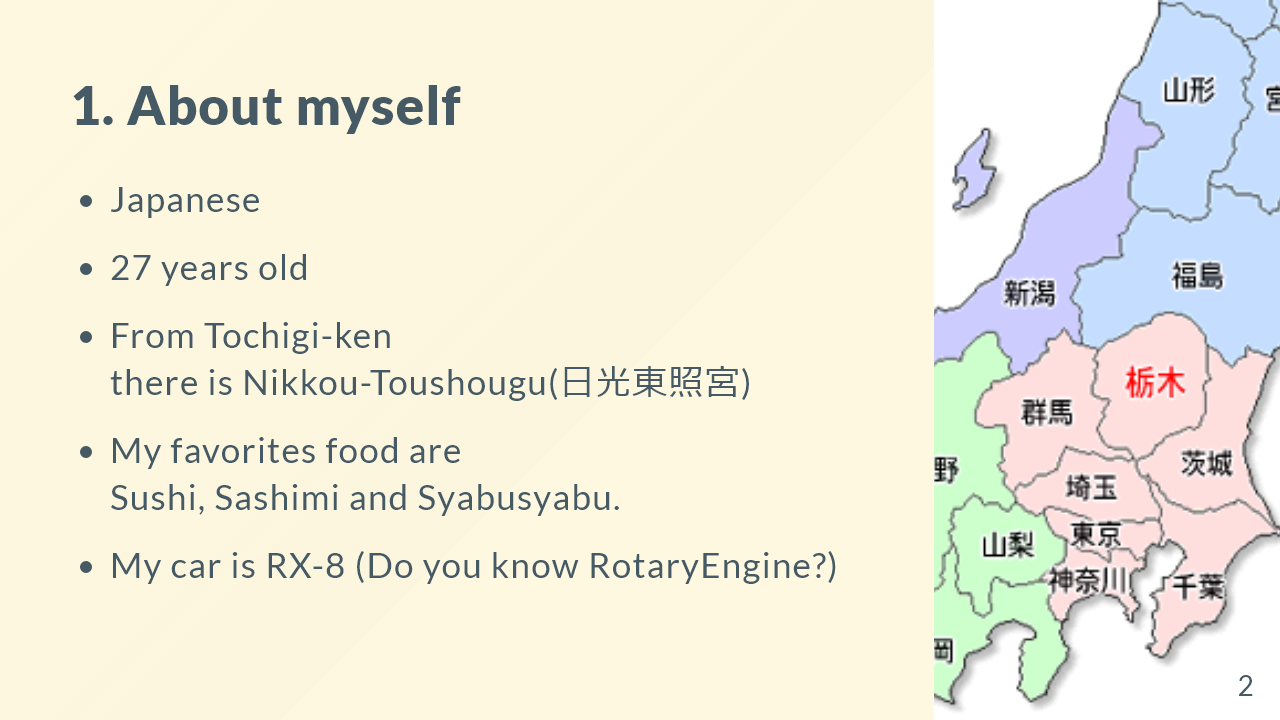 1. About myself
• Japanese
• 27 years old
• From Tochigi-ken
there is Nikkou-Toushougu(日光東照宮)
• My favorites food are
Sushi, Sashimi and Syabusyabu.
• My car is RX-8 (Do you know RotaryEngine?)
山形
宮
福島
新潟
栃木
群馬
茨城
野
埼玉
東京
山梨
神奈川
千葉
岡
2